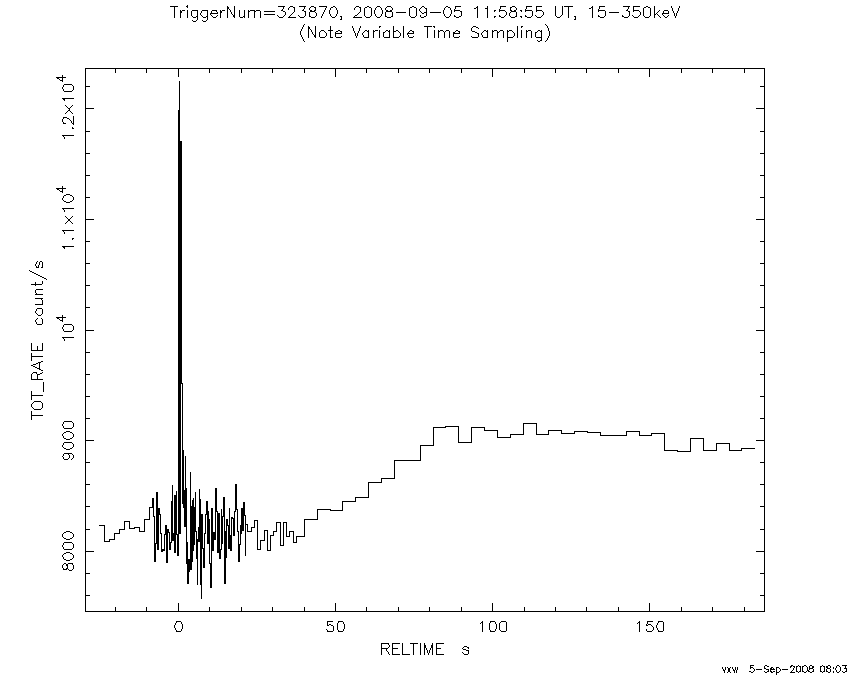 TriggerNum=323870, 2008-09-05 11:58:55 UT, 15-350keV
(Note Variable Time Sampling)
1.2×10⁴
1.1×10⁴
10⁴
9000
8000
TOT_RATE count/s
0 50 100 150
RELTIME s
vxw 5-Sep-2008 08:03